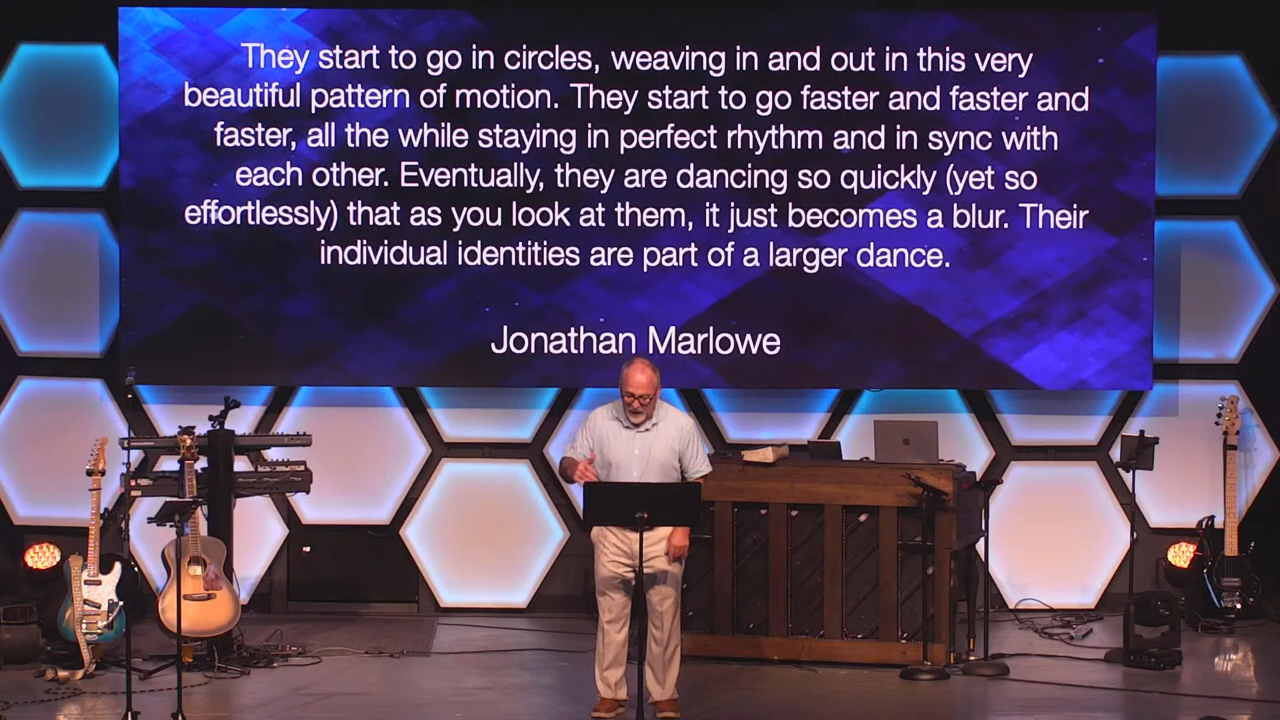 They start to go in circles, weaving in and out in this very
beautiful pattern of motion. They start to go faster and faster and
faster, all the while staying in perfect rhythm and in sync with
each other. Eventually, they are dancing so quickly (yet so
effortlessly) that as you look at them, it just becomes a blur. Their
individual identities are part of a larger dance.
Jonathan Marlowe